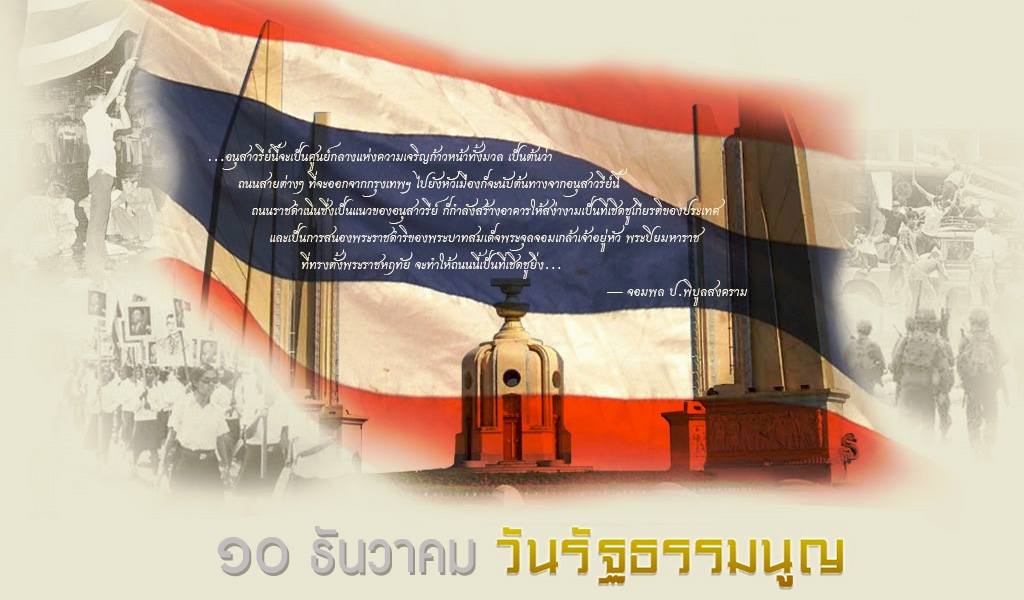 ...อนุสาวรีย์นี้จะเป็นศูนย์กลางแห่งความเจริญก้าวหน้าทั้งมวล เป็นต้นว่า
ถนนสายต่างๆ ที่จะออกจากกรุงเทพฯ ไปยังหัวเมืองก็จะนับต้นทางจากอนุสาวรีย์นี้
ถนนราชดำเนินซึ่งเป็นแนวของอนุสาวรีย์ ก็กำลังสร้างอาคารให้สง่างามเป็นที่เชิดชูเกียรติของประเทศ
และเป็นการสนองพระราชดำริของพระบาทสมเด็จพระจุลจอมเกล้าเจ้าอยู่หัว พระปิยมหาราช
ที่ทรงตั้งพระราชหฤทัย จะทำให้ถนนนี้เป็นที่เชิดชูยิ่ง...
— จอมพล ป.พิบูลสงคราม
๑๐ ธันวาคม วันรัฐธรรมนูญ